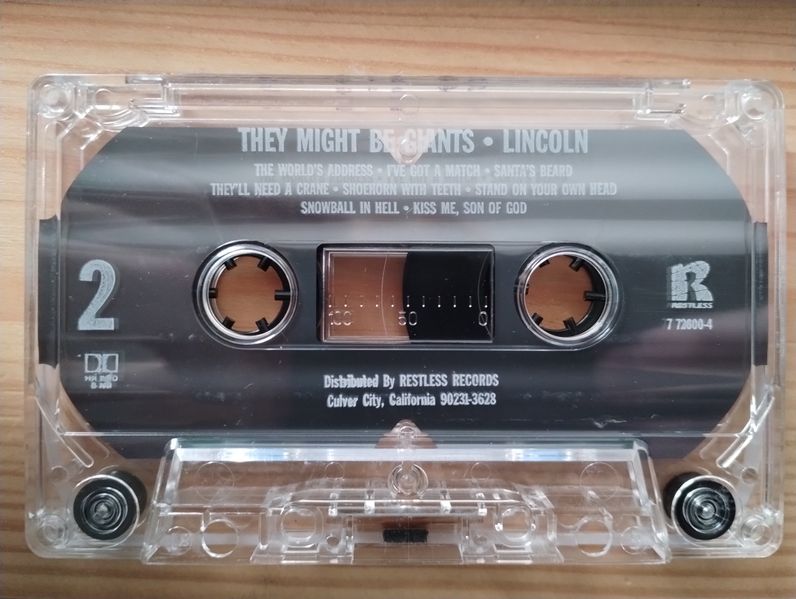 THEY MIGHT BE GIANTS • LINCOLN
THE WORLD'S ADDRESS • I'VE GOT A MATCH • SANTA'S BEARD
THEY'LL NEED A CRANE • SHOEHORN WITH TEETH • STAND ON YOUR OWN HEAD
SNOWBALL IN HELL • KISS ME, SON OF GOD
2
R
RESTLESS
7 72600-4
100 50 0
Distributed By RESTLESS RECORDS
Culver City, California 90231-3628